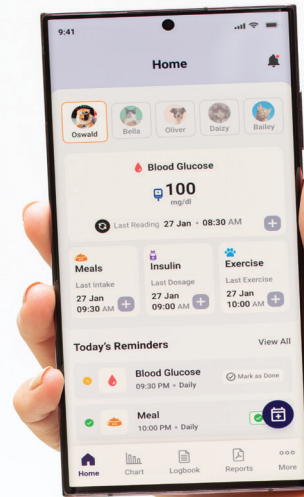 9:41
Home
Oswald
Bella
Oliver
Daizy
Bailey
Blood Glucose
100
mg/dl
Last Reading 27 Jan • 08:30 AM
Meals
Last Intake
27 Jan
09:30 AM
Insulin
Last Dosage
27 Jan
09:00 AM
Exercise
Last Exercise
27 Jan
10:00 AM
Today's Reminders
View All
Blood Glucose
09:30 PM • Daily
Mark as Done
Meal
10:00 PM • Daily
Home
Chart
Logbook
Reports
More